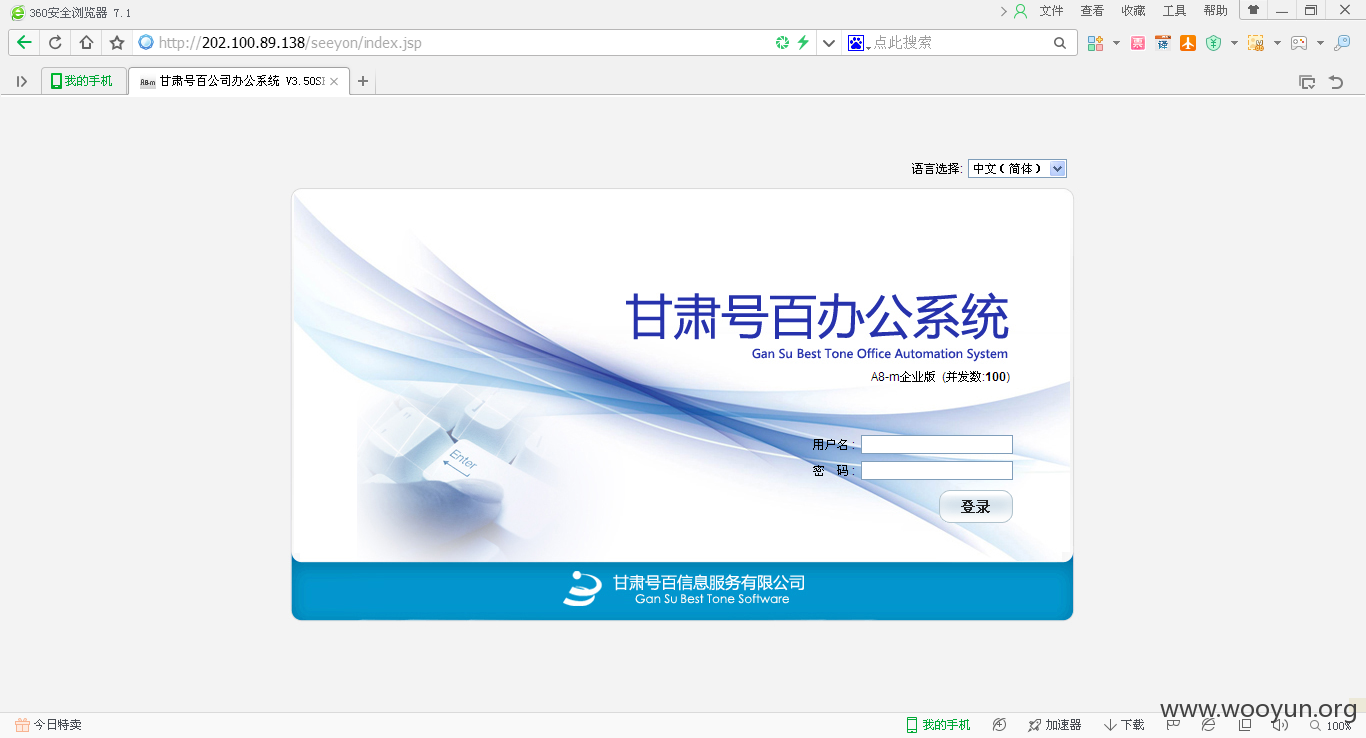 360安全浏览器 7.1
文件 查看 收藏 工具 帮助
http://202.100.89.138/seeyon/index.jsp
点此搜索
我的手机
A8-m 甘肃号百公司办公系统 V3.50SP
语言选择: 中文（简体）
甘肃号百办公系统
Gan Su Best Tone Office Automation System
A8-m企业版 (并发数:100)
用户名 :
密 码 :
登录
Enter
甘肃号百信息服务有限公司
Gan Su Best Tone Software
今日特卖
我的手机
加速器
下载
100%
www.wooyun.org